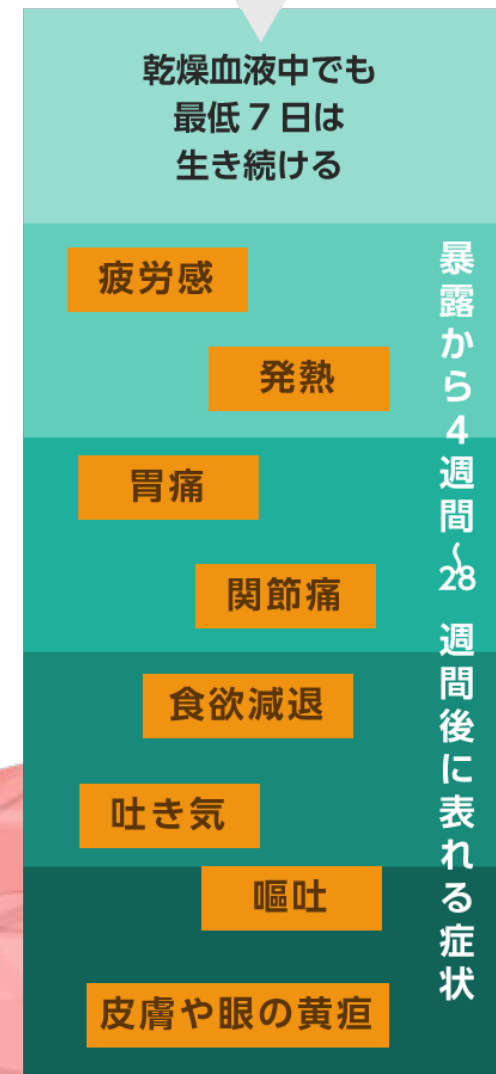 乾燥血液中でも
最低7日は
生き続ける
暴露から4週間〜28週間後に表れる症状
疲労感
発熱
胃痛
関節痛
食欲減退
吐き気
嘔吐
皮膚や眼の黄疸